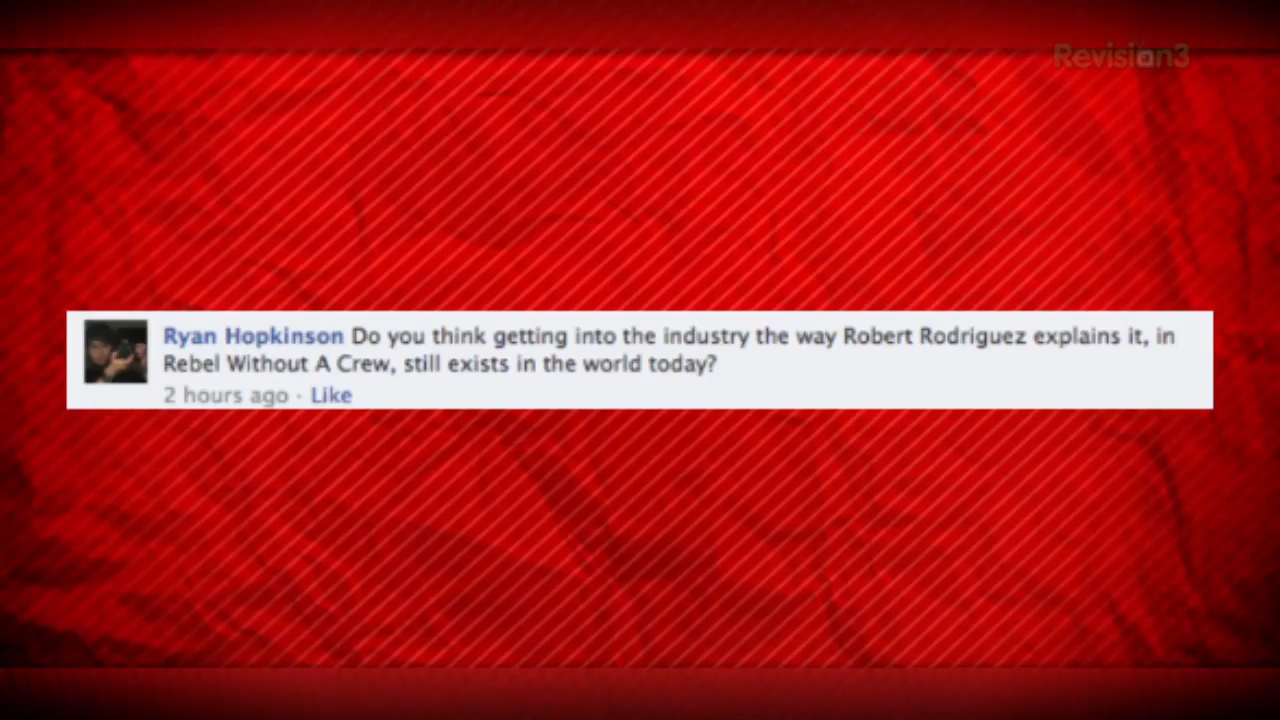 Revision3
Ryan Hopkinson Do you think getting into the industry the way Robert Rodriguez explains it, in
Rebel Without A Crew, still exists in the world today?
2 hours ago · Like